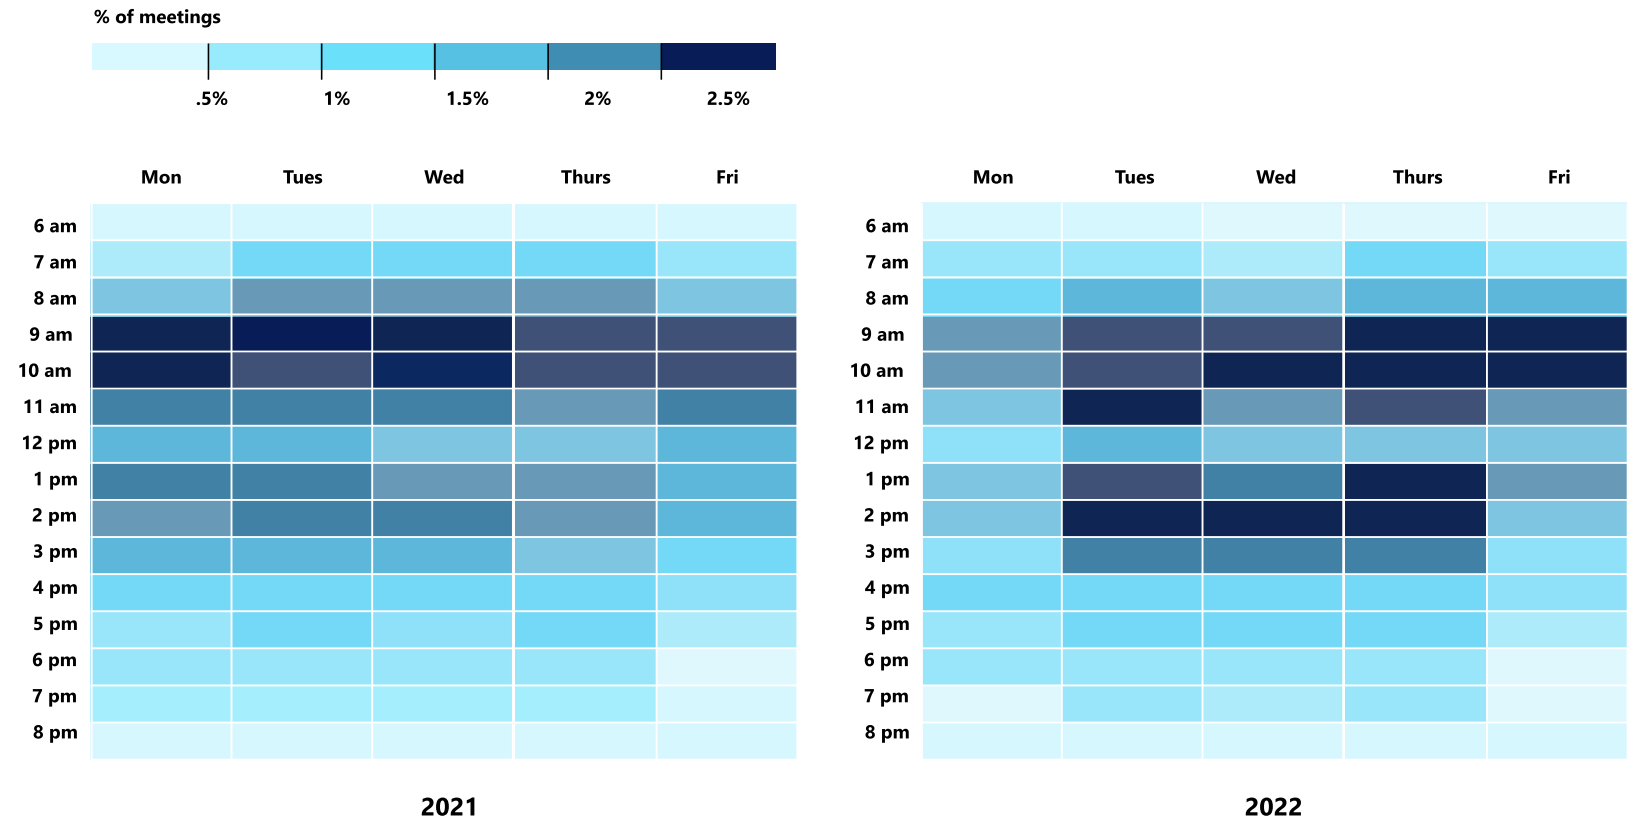 % of meetings
.5% 1% 1.5% 2% 2.5%
Mon Tues Wed Thurs Fri
6 am
7 am
8 am
9 am
10 am
11 am
12 pm
1 pm
2 pm
3 pm
4 pm
5 pm
6 pm
7 pm
8 pm
2021
Mon Tues Wed Thurs Fri
6 am
7 am
8 am
9 am
10 am
11 am
12 pm
1 pm
2 pm
3 pm
4 pm
5 pm
6 pm
7 pm
8 pm
2022